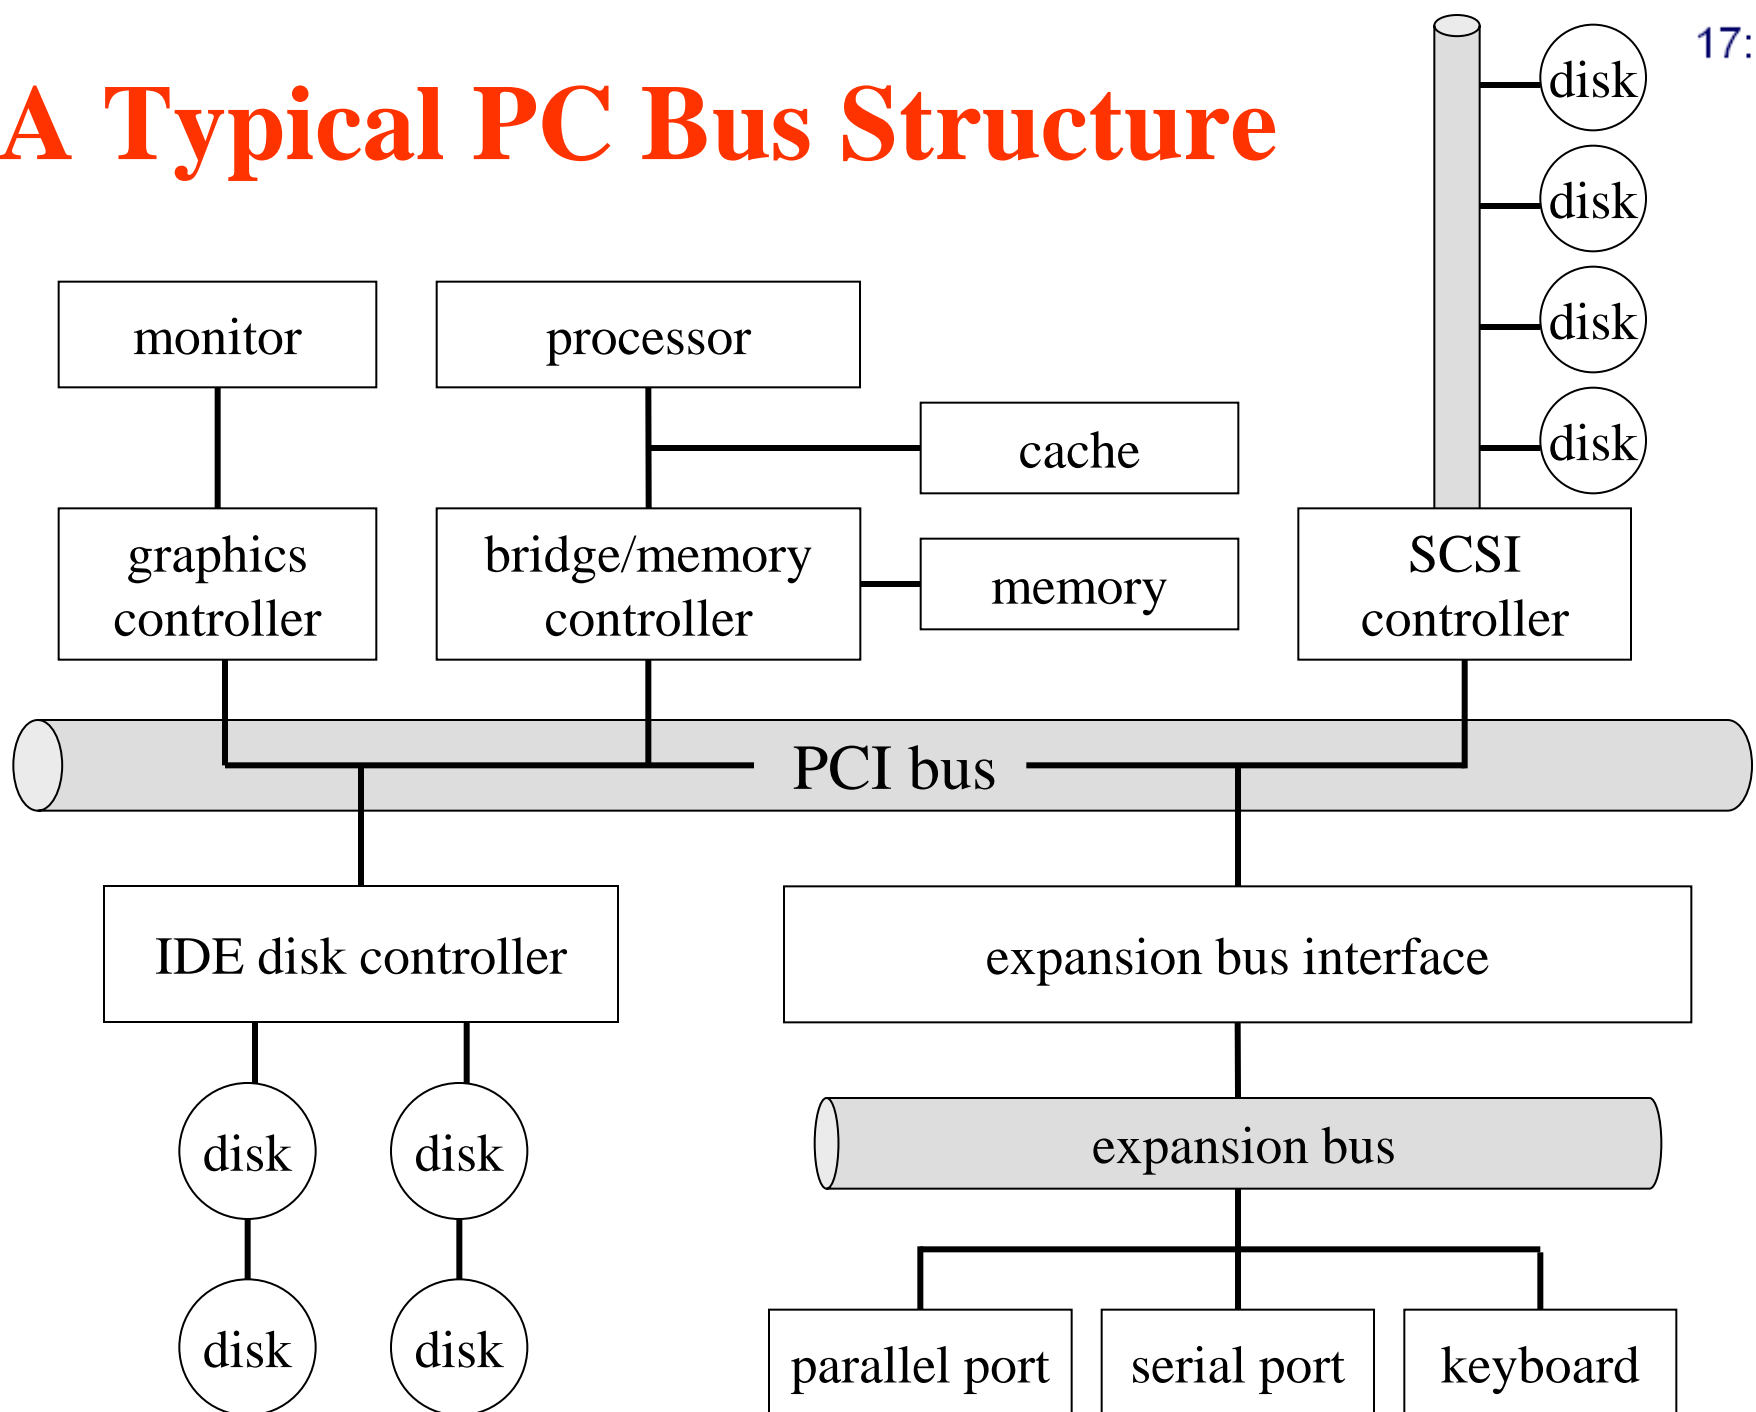 17:
A Typical PC Bus Structure
disk
disk
disk
disk
monitor
processor
cache
graphics
controller
bridge/memory
controller
memory
SCSI
controller
PCI bus
IDE disk controller
expansion bus interface
disk
disk
expansion bus
disk
disk
parallel port
serial port
keyboard